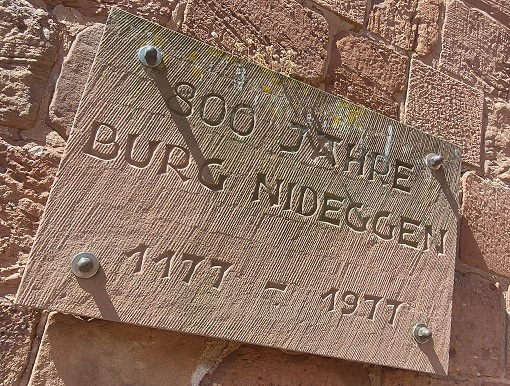 800 JAHRE
BURG NIDEGGEN
1177 - 1977